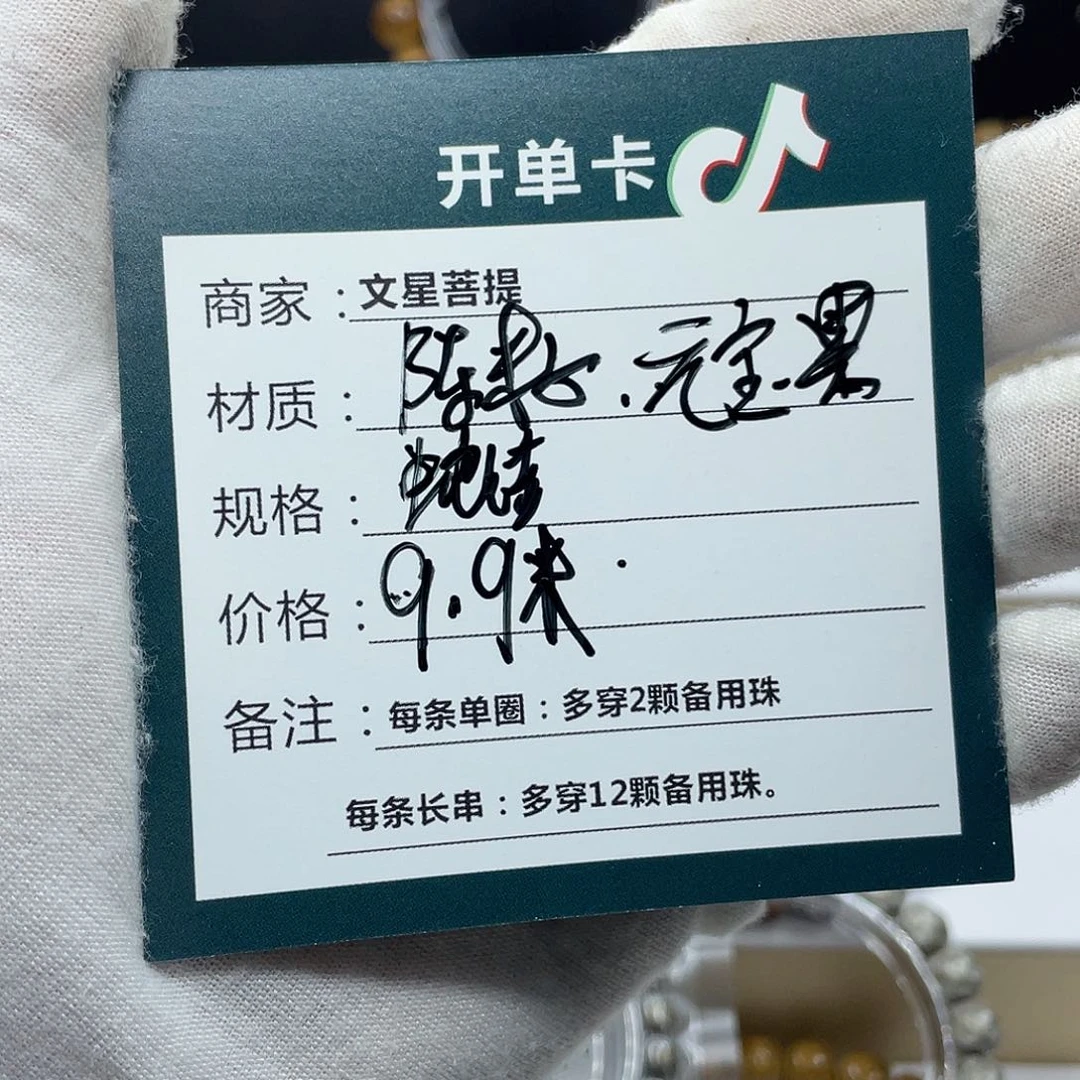 开单卡
商家：文星菩提
材质：陈.元宝.黑
规格：
价格：9.9米.
备注：每条单圈：多穿2颗备用珠
每条长串：多穿12颗备用珠。